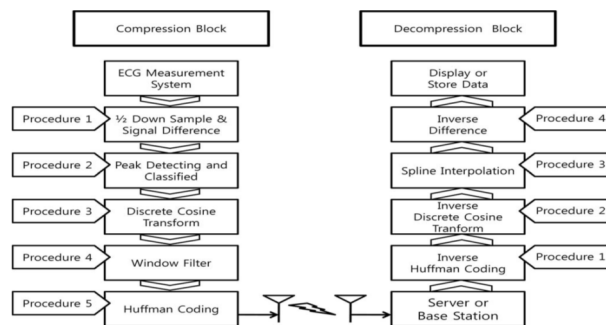 Compression Block
Decompression Block
ECG Measurement
System
Display or
Store Data
Procedure 1
½ Down Sample &
Signal Difference
Inverse
Difference
Procedure 4
Procedure 2
Peak Detecting and
Classified
Spline Interpolation
Procedure 3
Procedure 3
Discrete Cosine
Transform
Inverse
Discrete Cosine
Tranform
Procedure 2
Procedure 4
Window Filter
Inverse
Huffman Coding
Procedure 1
Procedure 5
Huffman Coding
Server or
Base Station